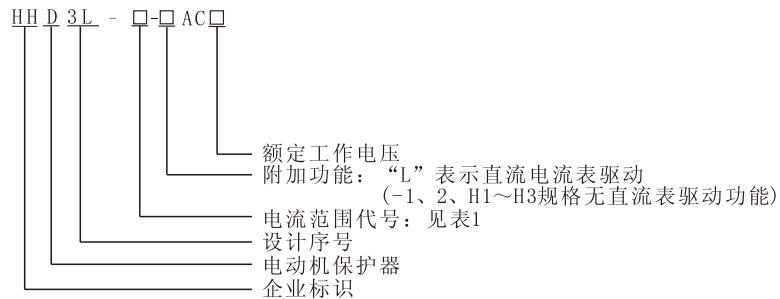 HHD3L-□-□AC□
额定工作电压
附加功能：“L”表示直流电流表驱动
(-1、2、H1～H3规格无直流表驱动功能)
电流范围代号：见表1
设计序号
电动机保护器
企业标识